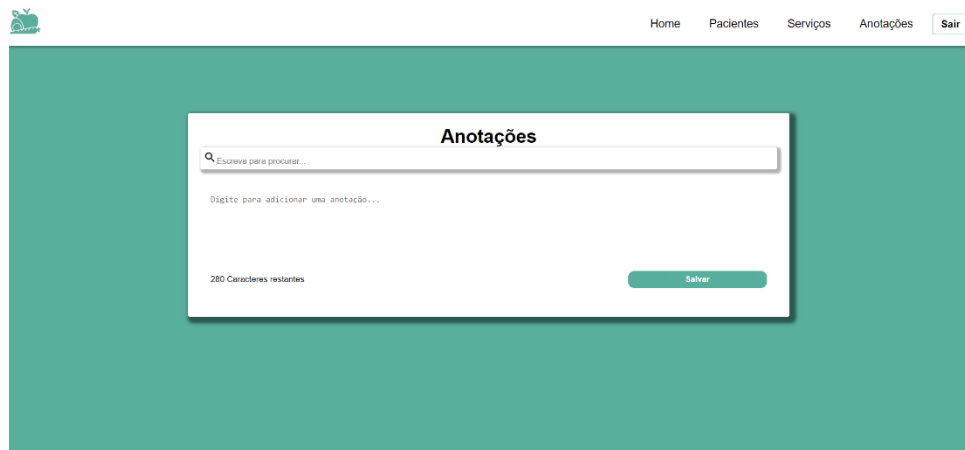 Home Pacientes Serviços Anotações Sair
Anotações
Escreva para procurar...
Digite para adicionar uma anotação...
280 Caracteres restantes Salvar